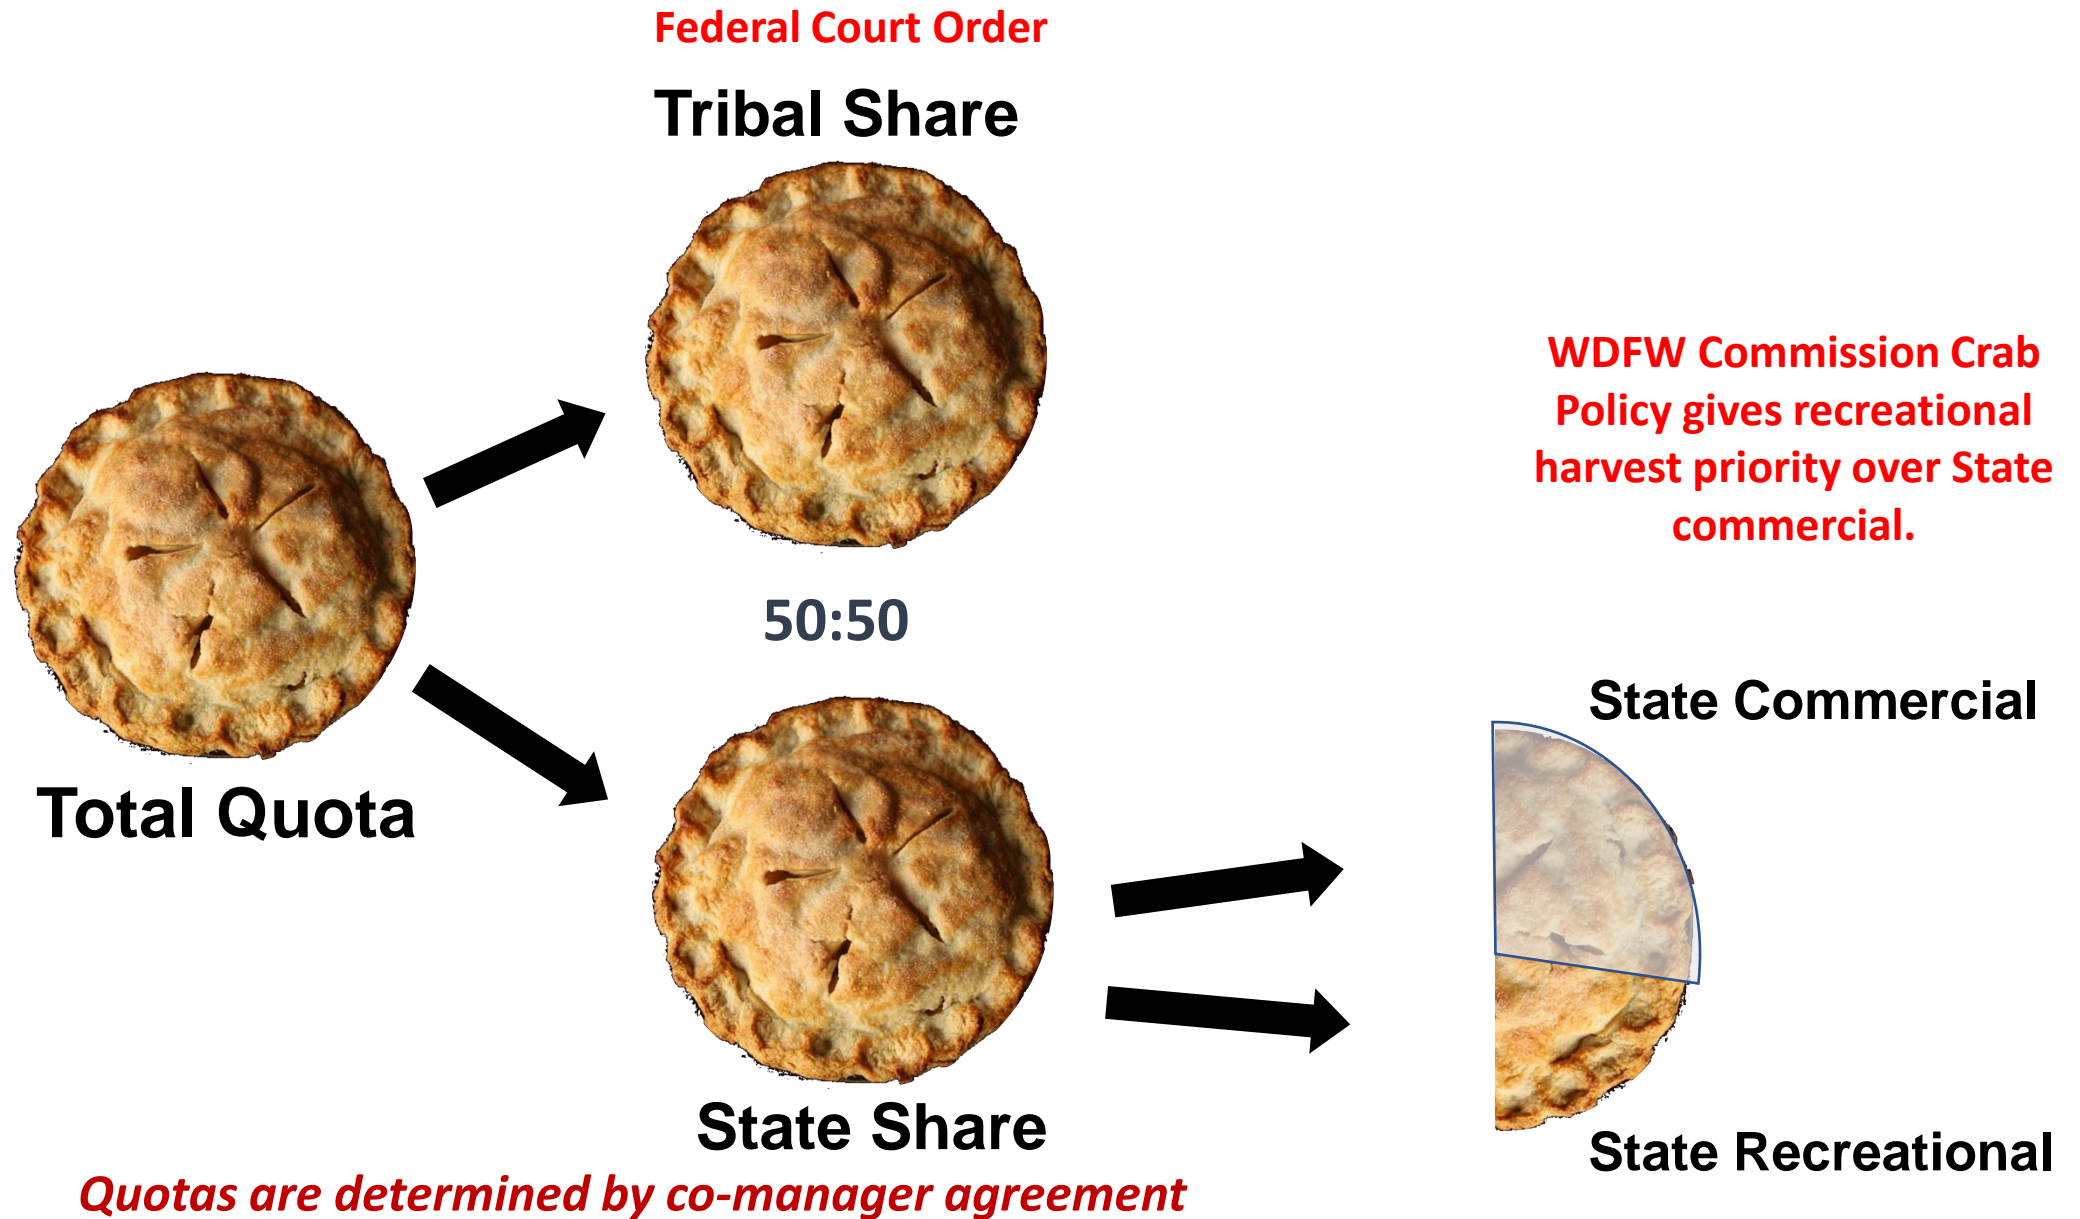 Federal Court Order
Tribal Share
WDFW Commission Crab
Policy gives recreational
harvest priority over State
commercial.
50:50
State Commercial
Total Quota
State Share
State Recreational
Quotas are determined by co-manager agreement